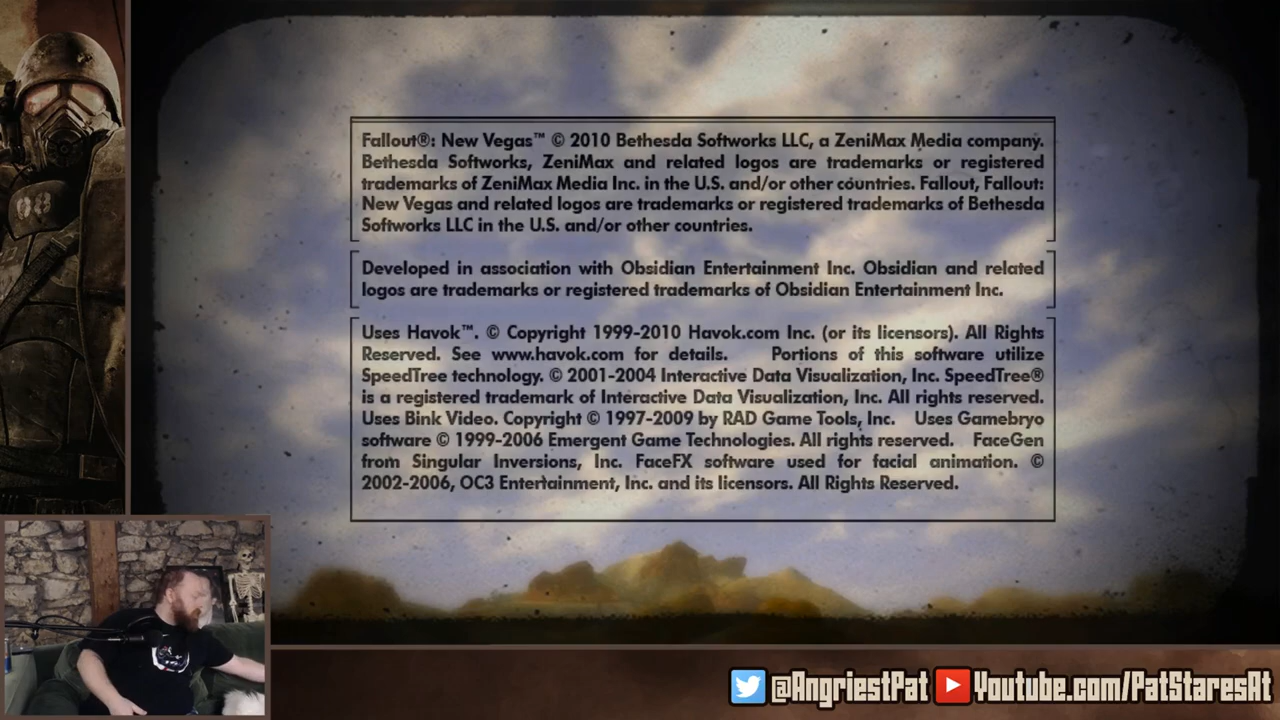 Fallout®: New Vegas™ © 2010 Bethesda Softworks LLC, a ZeniMax Media company.
Bethesda Softworks, ZeniMax and related logos are trademarks or registered
trademarks of ZeniMax Media Inc. in the U.S. and/or other countries. Fallout, Fallout:
New Vegas and related logos are trademarks or registered trademarks of Bethesda
Softworks LLC in the U.S. and/or other countries.
Developed in association with Obsidian Entertainment Inc. Obsidian and related
logos are trademarks or registered trademarks of Obsidian Entertainment Inc.
Uses Havok™. © Copyright 1999-2010 Havok.com Inc. (or its licensors). All Rights
Reserved. See www.havok.com for details. Portions of this software utilize
SpeedTree technology. © 2001-2004 Interactive Data Visualization, Inc. SpeedTree®
is a registered trademark of Interactive Data Visualization, Inc. All rights reserved.
Uses Bink Video. Copyright © 1997-2009 by RAD Game Tools, Inc. Uses Gamebryo
software © 1999-2006 Emergent Game Technologies. All rights reserved. FaceGen
from Singular Inversions, Inc. FaceFX software used for facial animation. ©
2002-2006, OC3 Entertainment, Inc. and its licensors. All Rights Reserved.
@AngriestPat Youtube.com/PatStaresAt